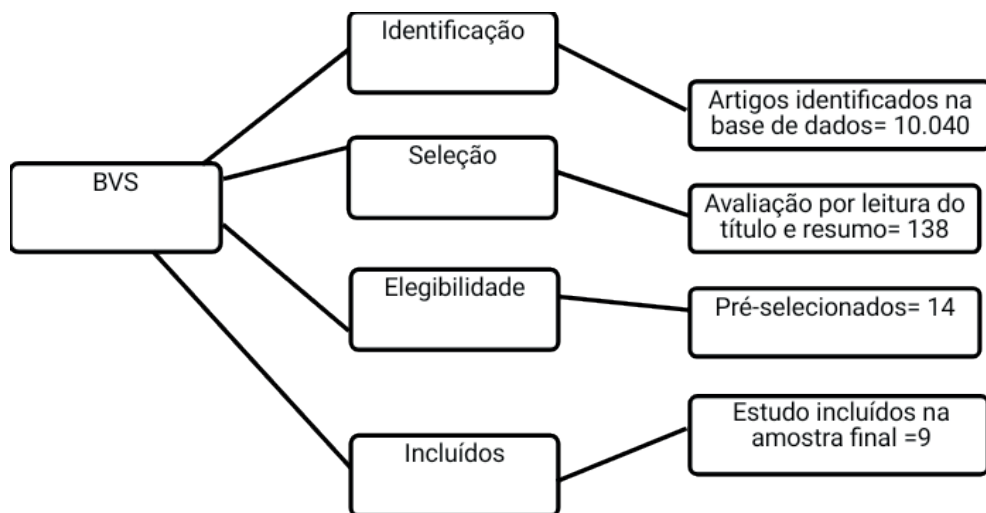 Identificação
Artigos identificados na
base de dados= 10.040
BVS
Seleção
Avaliação por leitura do
título e resumo= 138
Elegibilidade
Pré-selecionados= 14
Incluídos
Estudo incluídos na
amostra final =9